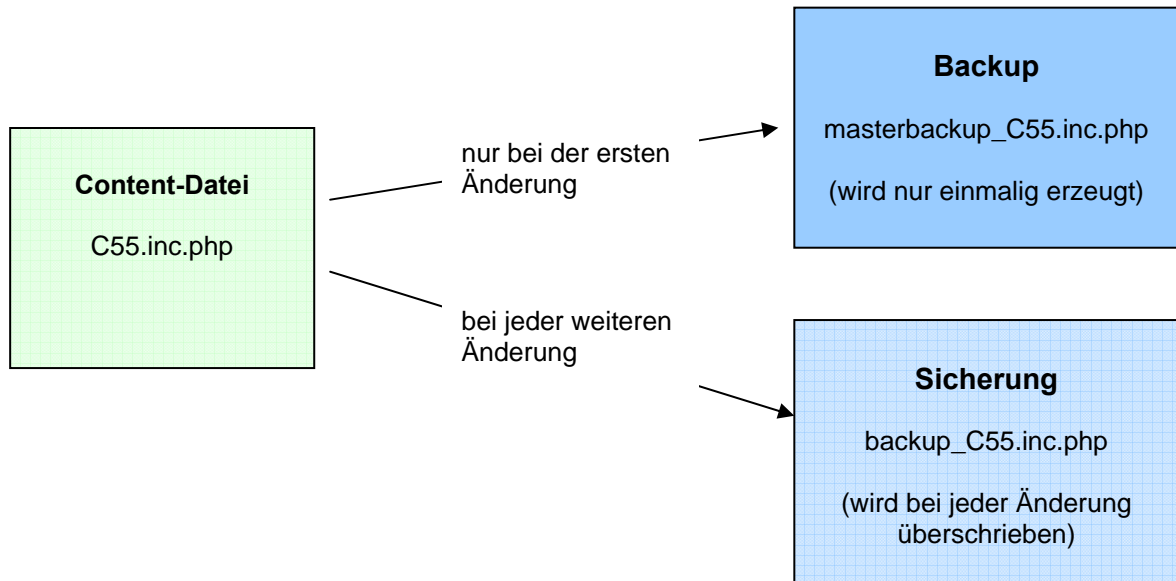 Content-Datei
C55.inc.php
nur bei der ersten
Änderung
bei jeder weiteren
Änderung
Backup
masterbackup_C55.inc.php
(wird nur einmalig erzeugt)
Sicherung
backup_C55.inc.php
(wird bei jeder Änderung
überschrieben)